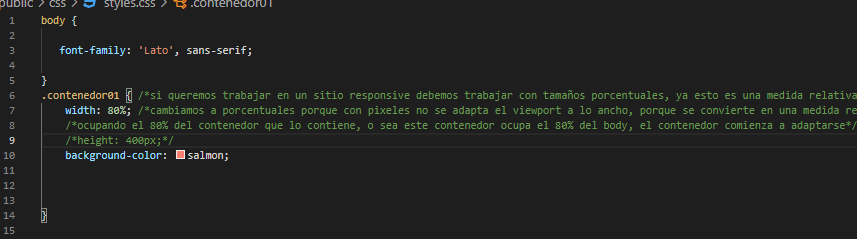 public > css > styles.css > .contenedor01
1 body {
2
3 font-family: 'Lato', sans-serif;
4
5 }
6 .contenedor01 { /*si queremos trabajar en un sitio responsive debemos trabajar con tamaños porcentuales, ya esto es una medida relativa
7 width: 80%; /*cambiamos a porcentuales porque con pixeles no se adapta el viewport a lo ancho, porque se convierte en una medida re
8 /*ocupando el 80% del contenedor que lo contiene, o sea este contenedor ocupa el 80% del body, el contenedor comienza a adaptarse*/
9 /*height: 400px;*/
10 background-color: salmon;
11
12
13
14 }
15